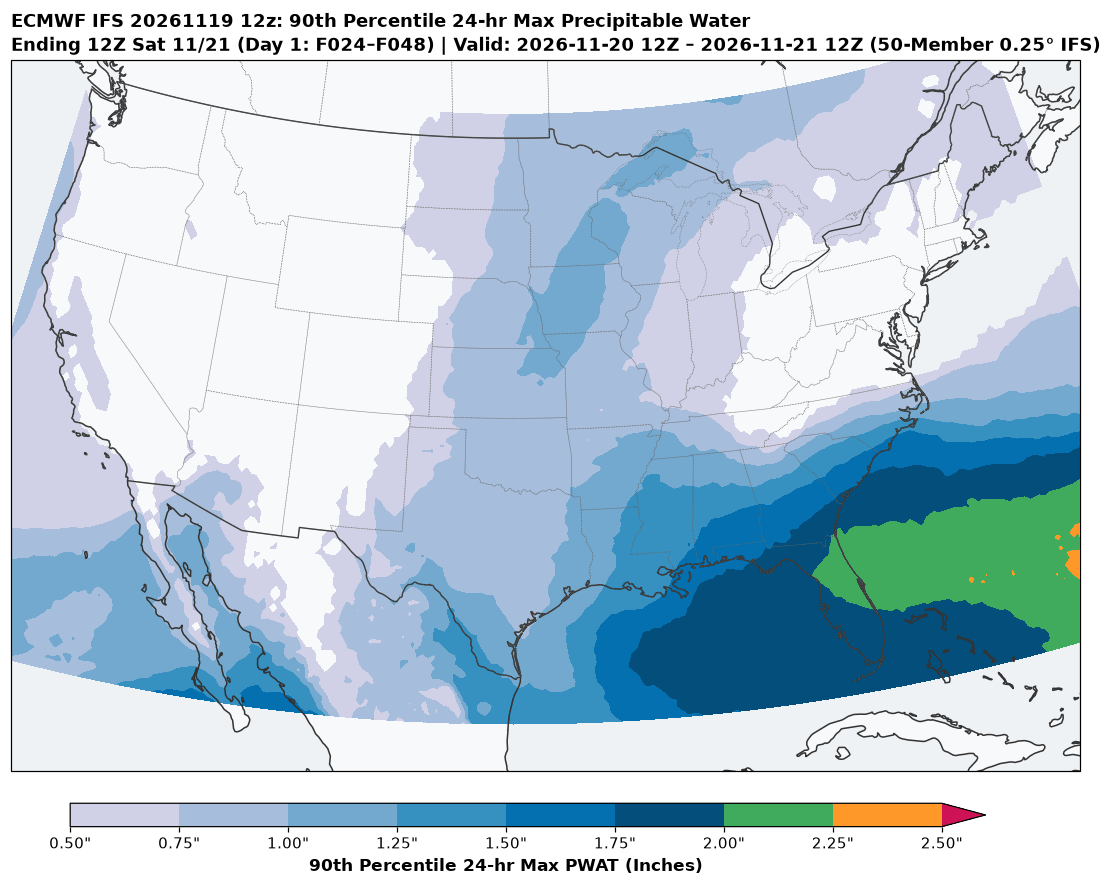 ECMWF IFS 20261119 12z: 90th Percentile 24-hr Max Precipitable Water
Ending 12Z Sat 11/21 (Day 1: F024–F048) | Valid: 2026-11-20 12Z – 2026-11-21 12Z (50-Member 0.25° IFS)
0.50" 0.75" 1.00" 1.25" 1.50" 1.75" 2.00" 2.25" 2.50"
90th Percentile 24-hr Max PWAT (Inches)